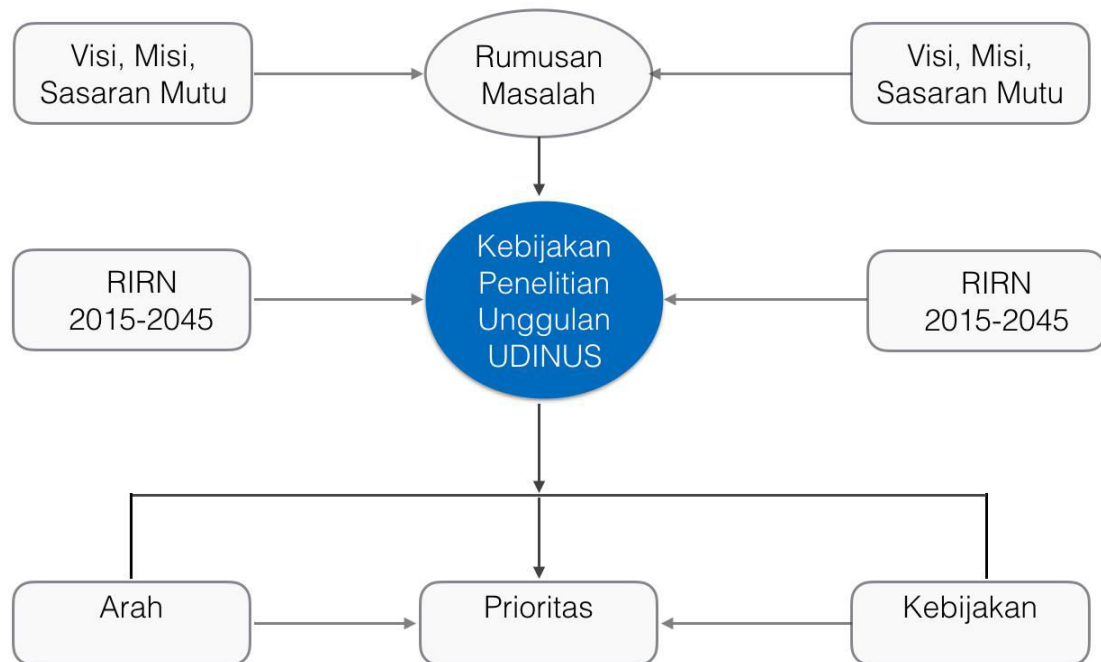 Visi, Misi,
Sasaran Mutu
Rumusan
Masalah
Visi, Misi,
Sasaran Mutu
RIRN
2015-2045
Kebijakan
Penelitian
Unggulan
UDINUS
RIRN
2015-2045
Arah
Prioritas
Kebijakan